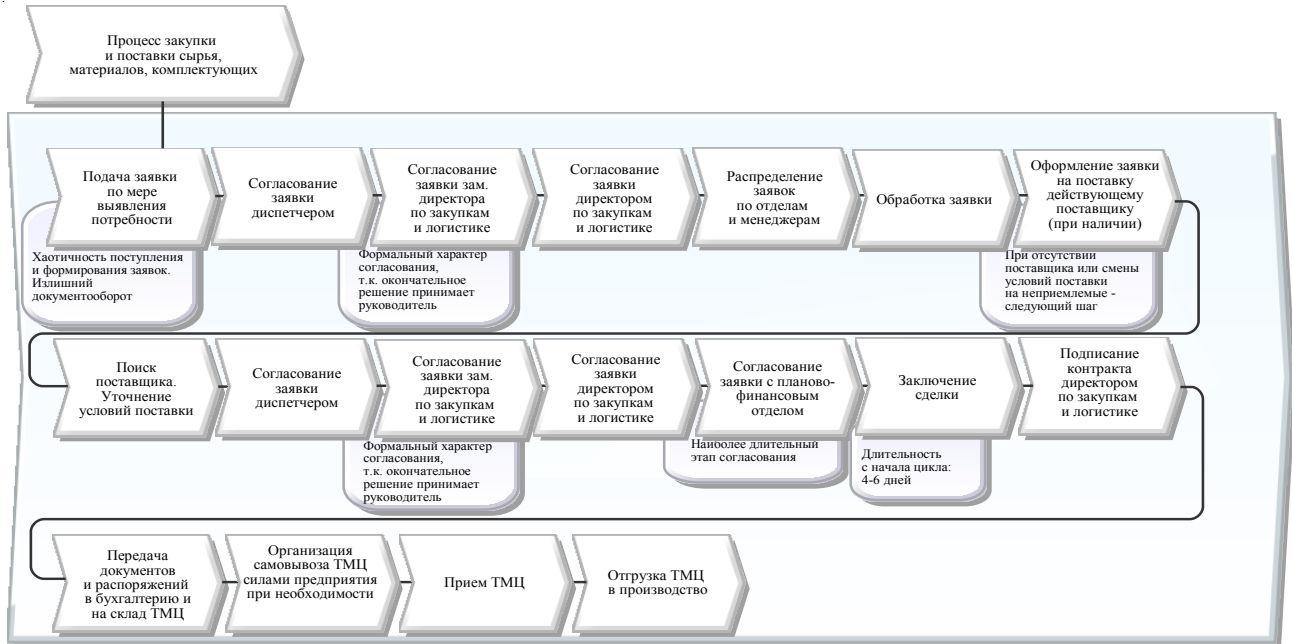 Процесс закупки
и поставки сырья,
материалов, комплектующих
Подача заявки
по мере
выявления
потребности
Хаотичность поступления
и формирования заявок.
Излишний
документооборот
Согласование
заявки
диспетчером
Согласование
заявки зам.
директора
по закупкам
и логистике
Формальный характер
согласования,
т.к. окончательное
решение принимает
руководитель
Согласование
заявки
директором
по закупкам
и логистике
Распределение
заявок
по отделам
и менеджерам
Обработка заявки
Оформление заявки
на поставку
действующему
поставщику
(при наличии)
При отсутствии
поставщика или смены
условий поставки
на неприемлемые -
следующий шаг
Поиск
поставщика.
Уточнение
условий поставки
Согласование
заявки
диспетчером
Согласование
заявки зам.
директора
по закупкам
и логистике
Формальный характер
согласования,
т.к. окончательное
решение принимает
руководитель
Согласование
заявки
директором
по закупкам
и логистике
Согласование
заявки с планово-
финансовым
отделом
Наиболее длительный
этап согласования
Заключение
сделки
Длительность
с начала цикла:
4-6 дней
Подписание
контракта
директором
по закупкам
и логистике
Передача
документов
и распоряжений
в бухгалтерию и
на склад ТМЦ
Организация
самовывоза ТМЦ
силами предприятия
при необходимости
Прием ТМЦ
Отгрузка ТМЦ
в производство